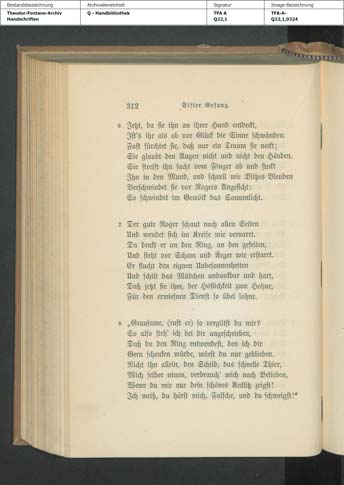 Bestandsbezeichnung Archivalieneinheit Signatur Image-Bezeichnung
Theodor-Fontane-Archiv Q - Handbibliothek TFA A TFA-A-
Handschriften Q22,1 Q22,1,0324
312 Elfter Gesang.
6 Jetzt, da sie ihn an ihrer Hand entdeckt,
Ist's ihr als ob vor Glück die Sinne schwänden.
Fast fürchtet sie, daß nur ein Traum sie neckt;
Sie glaubt den Augen nicht und nicht den Händen.
Sie streift ihn sacht vom Finger ab und steckt
Ihn in den Mund, und schnell wie Blitzes Blenden
Verschwindet sie vor Rogers Angesicht:
So schwindet im Gewölk das Sonnenlicht.
7 Der gute Roger schaut nach allen Seiten
Und wendet sich im Kreise wie vernarrt.
Da denkt er an den Ring, an den gefeiten,
Und steht vor Scham und Ärger wie erstarrt.
Er flucht den eignen Unbesonnenheiten
Und schilt das Mädchen undankbar und hart,
Daß jetzt sie ihm, der Höflichkeit zum Hohne,
Für den erwiesnen Dienst so übel lohne.
8 „Grausame, (ruft er) so vergiltst du mir?
So also steh' ich bei dir angeschrieben,
Daß du den Ring entwendest, den ich dir
Gern schenken würde, wärst du nur geblieben.
Nicht ihn allein, den Schild, das schnelle Thier,
Mich selber nimm, verbrauch' mich nach Belieben,
Wenn du mir nur dein schönes Antlitz zeigst!
Ich weiß, du hörst mich, Falsche, und du schweigst!“